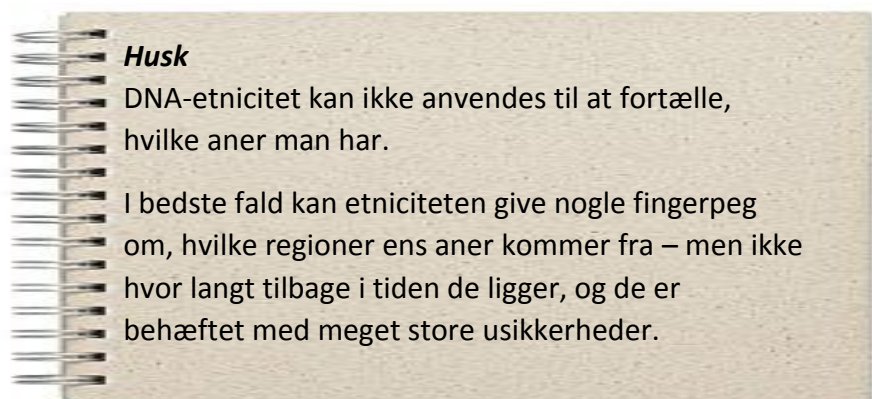 Husk
DNA-etnicitet kan ikke anvendes til at fortælle,
hvilke aner man har.
I bedste fald kan etniciteten give nogle fingerpeg
om, hvilke regioner ens aner kommer fra – men ikke
hvor langt tilbage i tiden de ligger, og de er
behæftet med meget store usikkerheder.